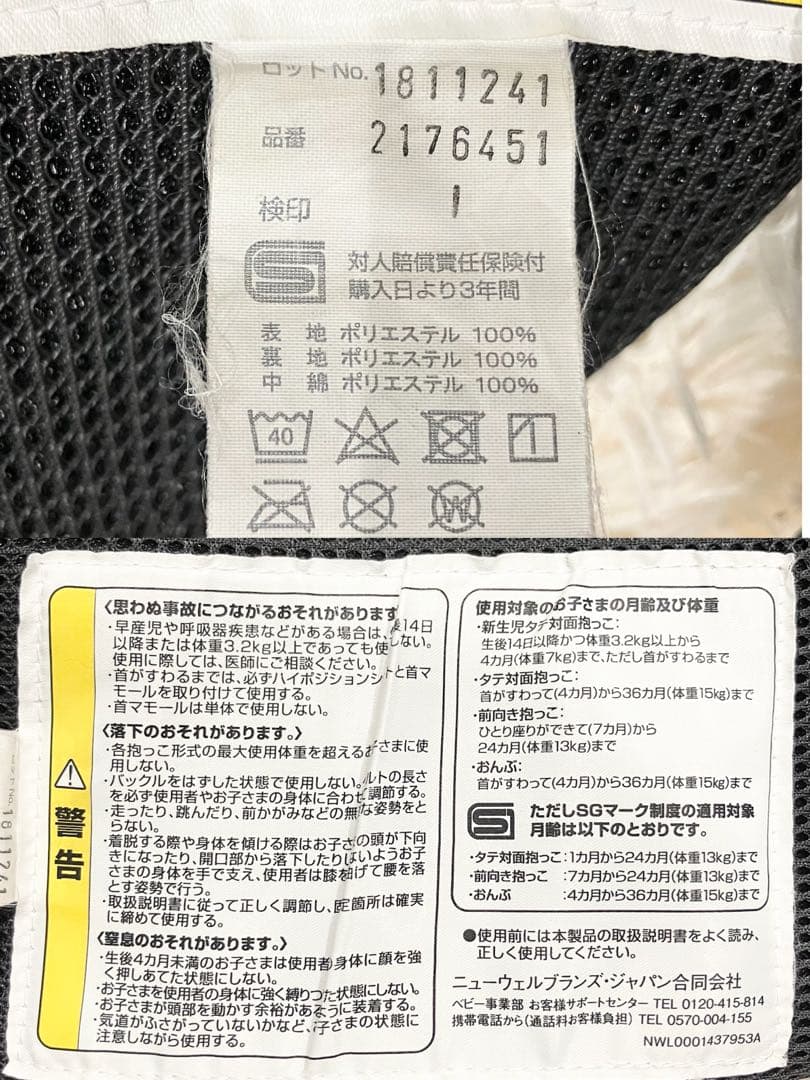 ロットNo. 1811241
品番 2176451
検印 1
対人賠償責任保険付
購入日より3年間
表 地 ポリエステル 100%
裏 地 ポリエステル 100%
中 綿 ポリエステル 100%
40
W
ロットNo.
警告
〈思わぬ事故につながるおそれがあります
・早産児や呼吸器疾患などがある場合は、後14日
以降または体重3.2kg以上であっても使しない。
使用に際しては、医師にご相談ください。
・首がすわるまでは、必ずハイポジションシトと首マ
モールを取り付けて使用する。
・首マモールは単体で使用しない。
〈落下のおそれがあります。〉
・各抱っこ形式の最大使用体重を超えるお子さまに使
用しない。
・バックルをはずした状態で使用しない。ルトの長さ
を必ず使用者やお子さまの身体に合わせ調節する。
・走ったり、跳んだり、前かがみなどの無な姿勢をと
らない。
・着脱する際や身体を傾ける際はお子さの頭が下向
きになったり、開口部から落下したりしないようお子
さまの身体を手で支え、使用者は膝を曲げて腰を落
とす姿勢で行う。
・取扱説明書に従って正しく調節し、固定箇所は確実
に締めて使用する。
〈窒息のおそれがあります。〉
・生後4カ月未満のお子さまは使用者身体に顔を強
く押しあてた状態にしない。
・お子さまを使用者の身体に強く縛りつた状態にしない。
・お子さまが頭部を動かす余裕があるように装着する。
・気道がふさがっていないかなど、子さまの状態に
注意しながら使用する。
使用対象のお子さまの月齢及び体重
・新生児タテ対面抱っこ:
生後14日以降かつ体重3.2kg以上から
4カ月(体重7kg)まで、ただし首がすわるまで
・タテ対面抱っこ:
首がすわって(4カ月)から36カ月(体重15kg)まで
・前向き抱っこ:
ひとり座りができて(7カ月)から
24カ月(体重13kg)まで
・おんぶ:
首がすわって(4カ月)から36カ月(体重15kg)まで
ただしSGマーク制度の適用対象
月齢は以下のとおりです。
・タテ対面抱っこ:1カ月から24カ月(体重13kg)まで
・前向き抱っこ :7カ月から24カ月(体重13kg)まで
・おんぶ :4カ月から36カ月(体重15kg)まで
●使用前には本製品の取扱説明書をよく読み、
正しく使用してください。
ニューウェルブランズ・ジャパン合同会社
ベビー事業部 お客様サポートセンター TEL 0120-415-814
携帯電話から(通話料お客様負担) TEL 0570-004-155
NWL0001437953A